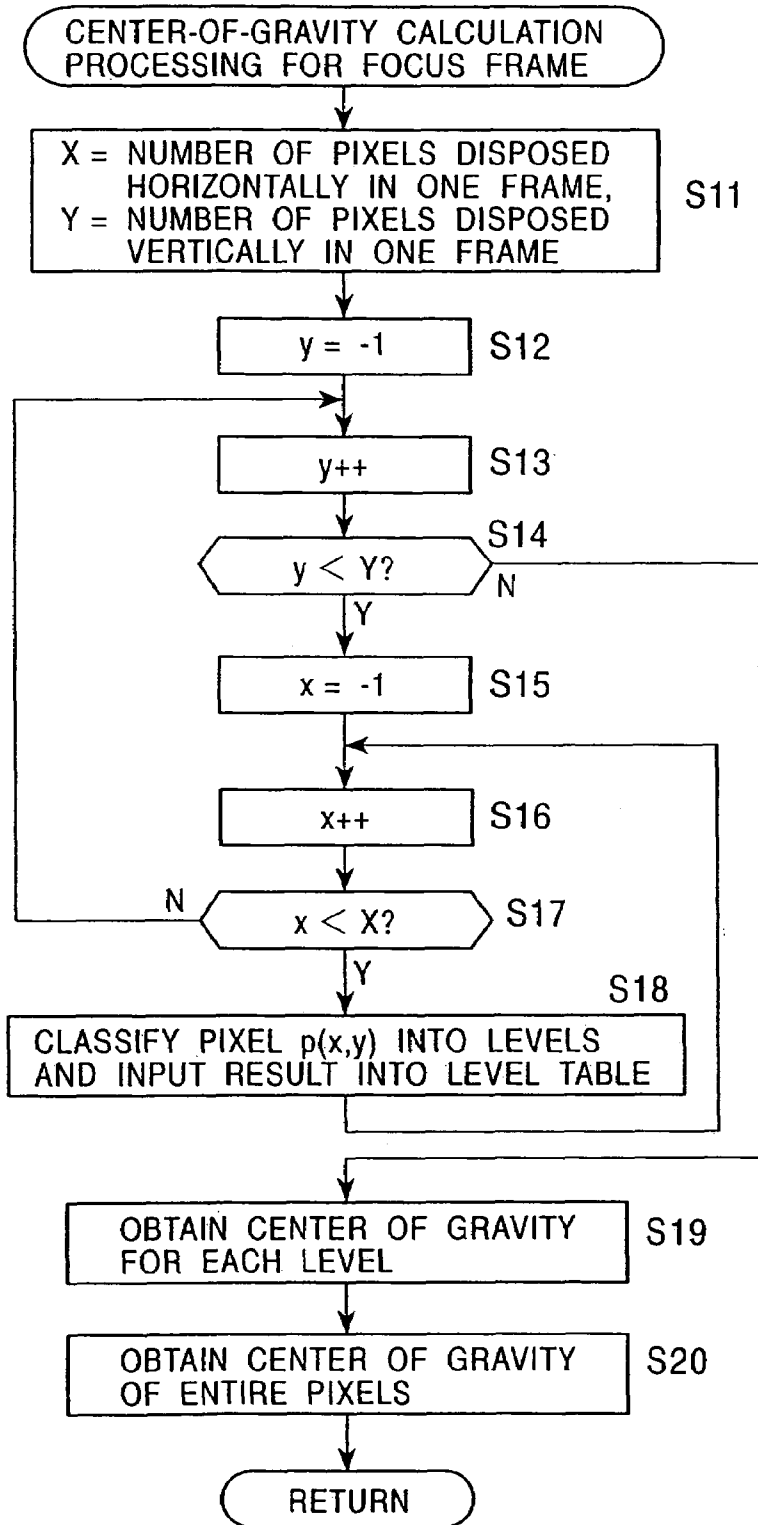 CENTER-OF-GRAVITY CALCULATION
PROCESSING FOR FOCUS FRAME
X = NUMBER OF PIXELS DISPOSED
HORIZONTALLY IN ONE FRAME,
Y = NUMBER OF PIXELS DISPOSED
VERTICALLY IN ONE FRAME
S11
y = -1
S12
y++
S13
S14
y < Y?
N
Y
x = -1
S15
x++
S16
N
x < X?
S17
Y
S18
CLASSIFY PIXEL p(x,y) INTO LEVELS
AND INPUT RESULT INTO LEVEL TABLE
OBTAIN CENTER OF GRAVITY
FOR EACH LEVEL
S19
OBTAIN CENTER OF GRAVITY
OF ENTIRE PIXELS
S20
RETURN